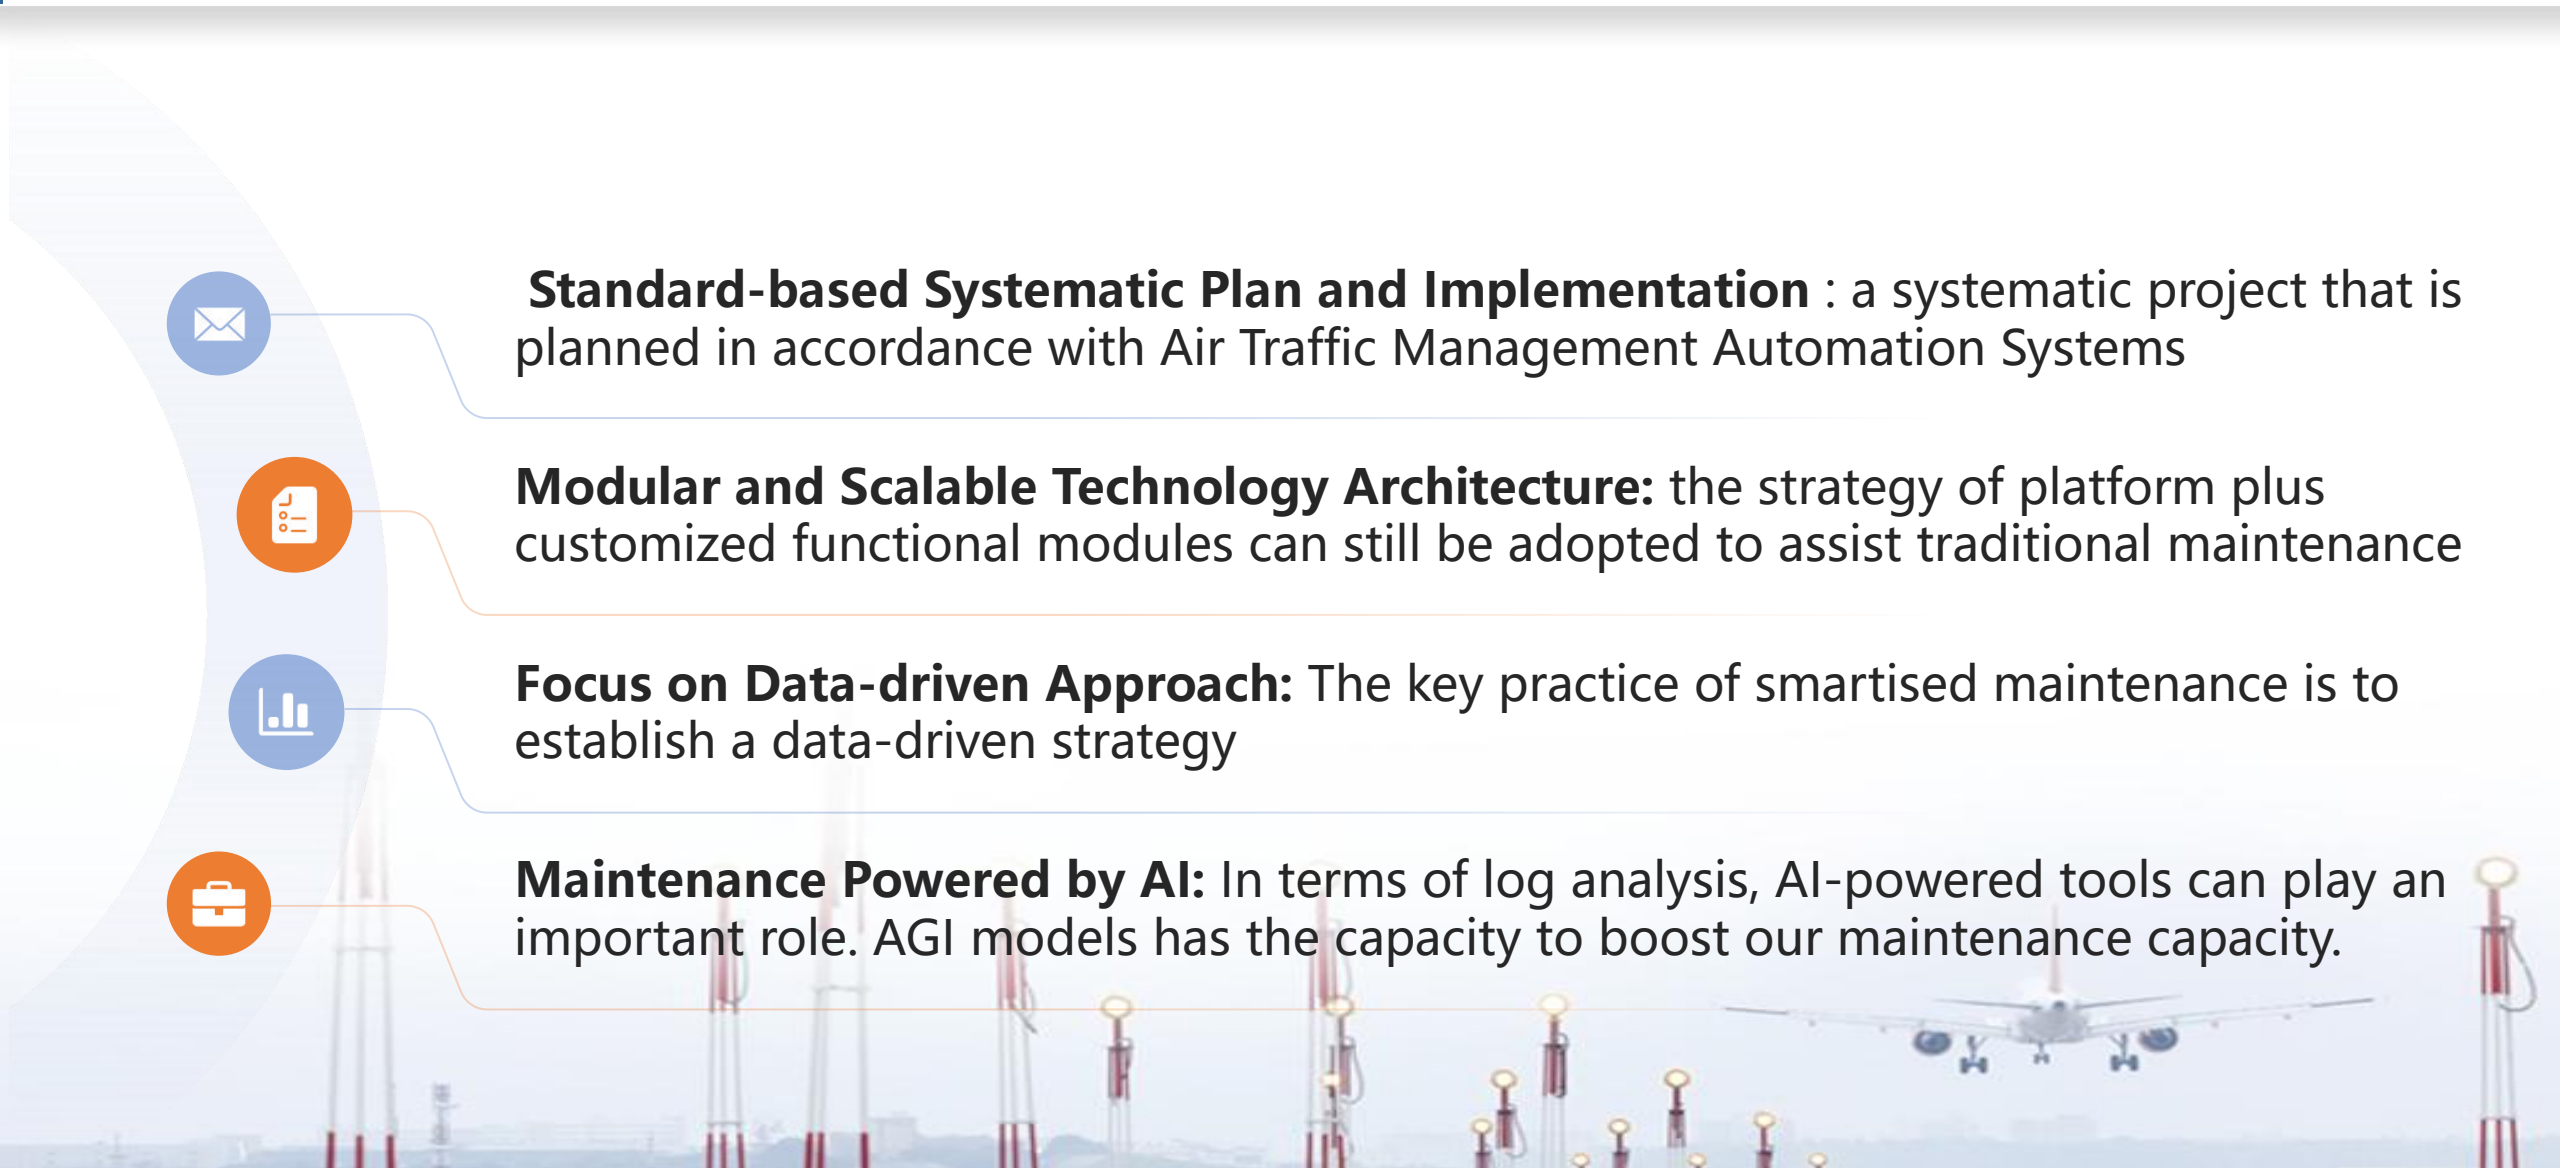 Standard-based Systematic Plan and Implementation : a systematic project that is
planned in accordance with Air Traffic Management Automation Systems
Modular and Scalable Technology Architecture: the strategy of platform plus
customized functional modules can still be adopted to assist traditional maintenance
Focus on Data-driven Approach: The key practice of smartised maintenance is to
establish a data-driven strategy
Maintenance Powered by AI: In terms of log analysis, AI-powered tools can play an
important role. AGI models has the capacity to boost our maintenance capacity.